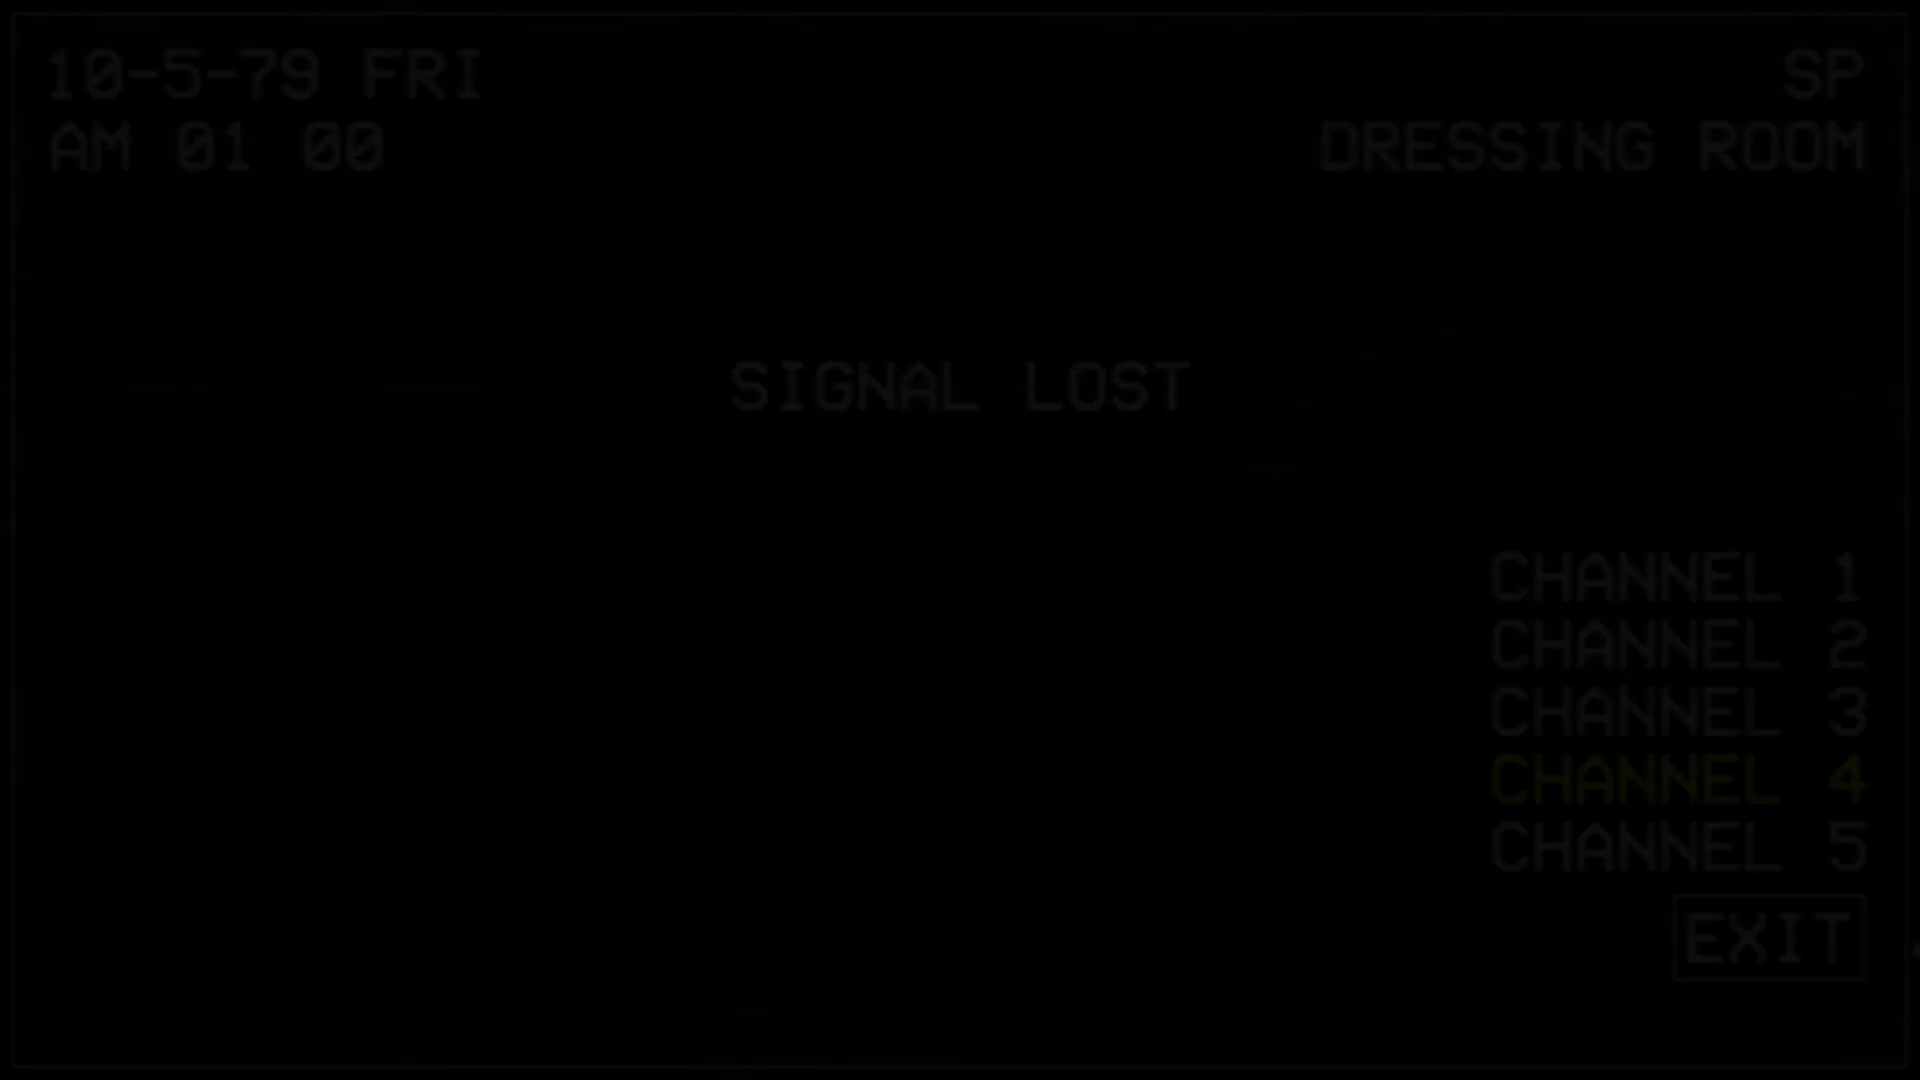 10-5-79 FRI
SP
AM 01 00
DRESSING ROOM
SIGNAL LOST
CHANNEL 1
CHANNEL 2
CHANNEL 3
CHANNEL 4
CHANNEL 5
EXIT